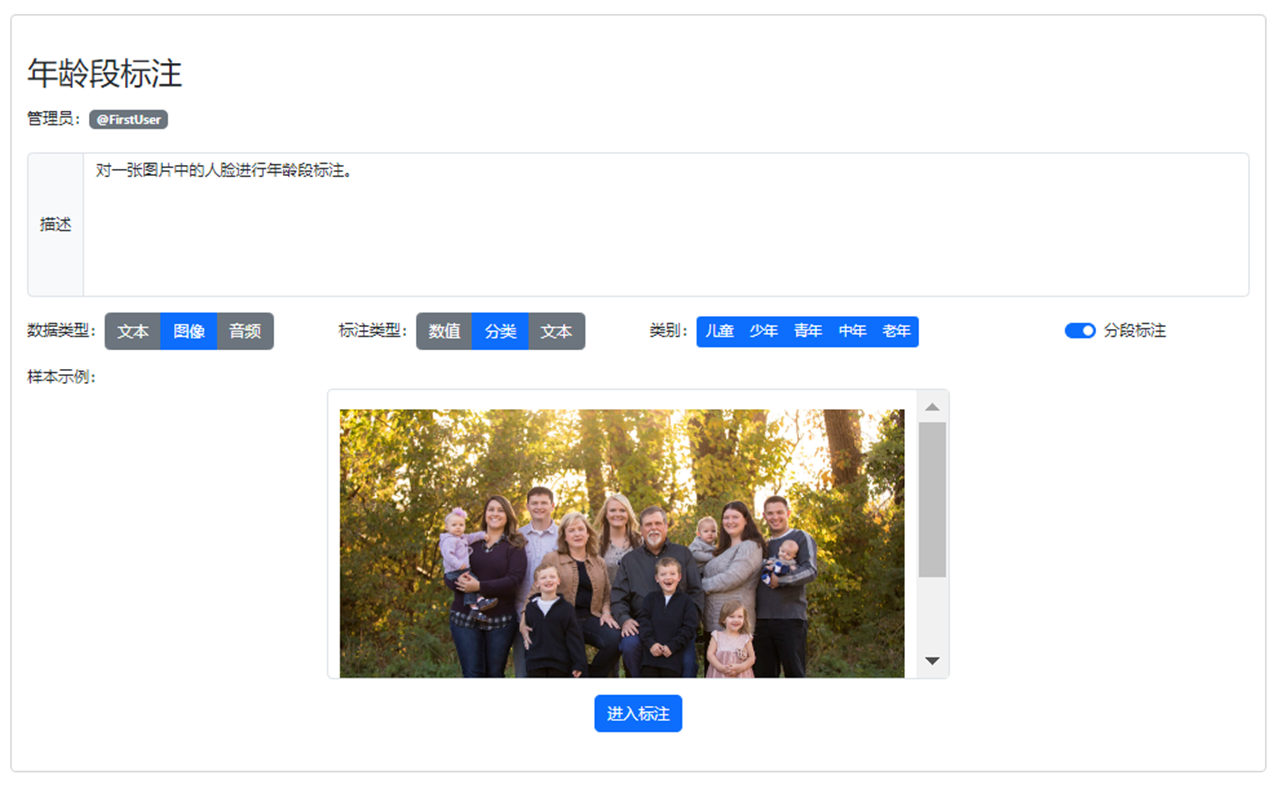 年龄段标注
管理员： @FirstUser
描述
对一张图片中的人脸进行年龄段标注。
数据类型： 文本 图像 音频 标注类型： 数值 分类 文本 类别： 儿童 少年 青年 中年 老年 分段标注
样本示例：
进入标注